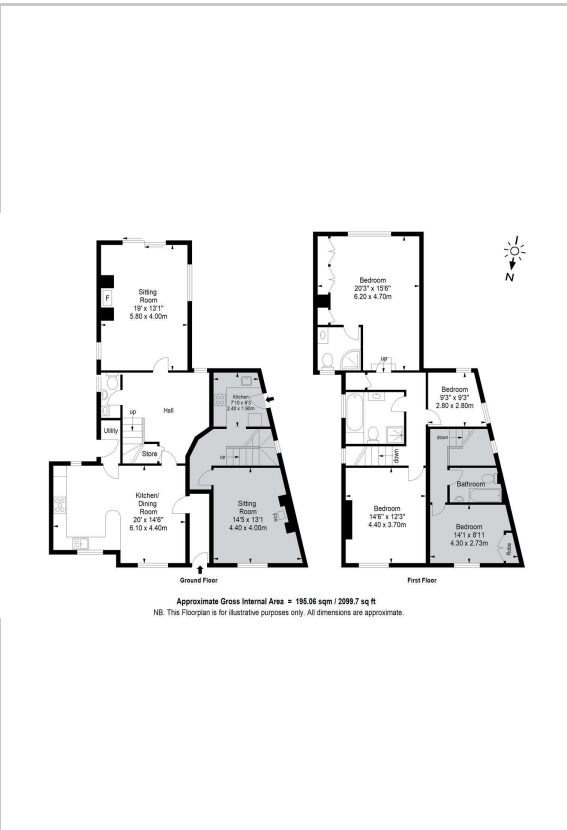 Sitting
Room
19' x 13'1"
5.80 x 4.00m
F
Hall
up
Utility
Store
Kitchen
7'10 x 6'3
2.40 x 1.90m
up
Kitchen/
Dining
Room
20' x 14'6"
6.10 x 4.40m
Sitting
Room
14'5 x 13'1
4.40 x 4.00m
Ground Floor
Bedroom
20'3" x 15'6"
6.20 x 4.70m
up
Bedroom
9'3" x 9'3"
2.80 x 2.80m
down
down
Bathroom
Bedroom
14'6" x 12'3"
4.40 x 3.70m
Bedroom
14'1 x 8'11
4.30 x 2.73m
Robe
First Floor
N
Approximate Gross Internal Area = 195.06 sqm / 2099.7 sq ft
NB. This Floorplan is for illustrative purposes only. All dimensions are approximate.